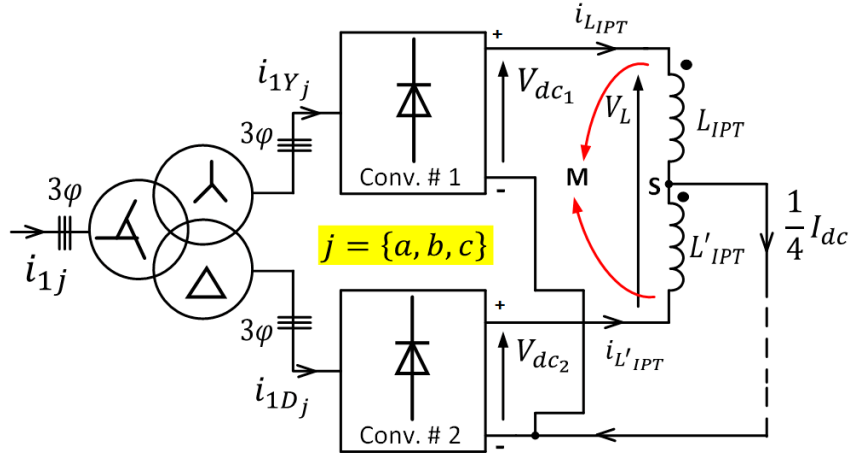 i_{L_{IPT}}
+
i_{1Y_j}
V_{dc_1}
V_L
L_{IPT}
3φ
Conv. # 1
-
M
S
3φ
i_{1j}
j = {a, b, c}
L'_{IPT}
\frac{1}{4} I_{dc}
3φ
+
i_{1D_j}
V_{dc_2}
i_{L'_{IPT}}
Conv. # 2
-